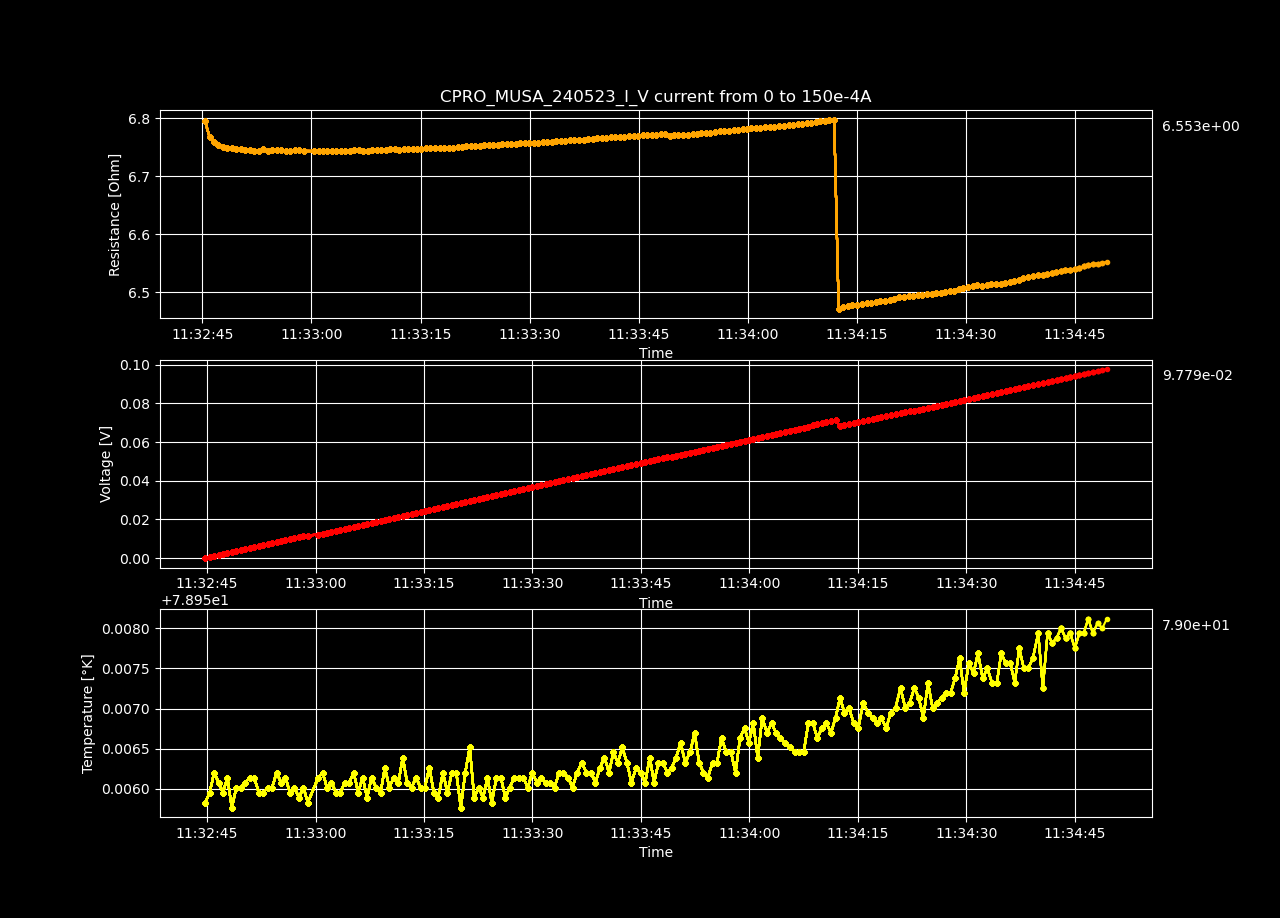 CPRO_MUSA_240523_I_V current from 0 to 150e-4A
6.8
6.7
6.6
6.5
Resistance [Ohm]
6.553e+00
11:32:45 11:33:00 11:33:15 11:33:30 11:33:45 11:34:00 11:34:15 11:34:30 11:34:45
Time
0.10
0.08
0.06
0.04
0.02
0.00
Voltage [V]
9.779e-02
11:32:45 11:33:00 11:33:15 11:33:30 11:33:45 11:34:00 11:34:15 11:34:30 11:34:45
Time
+7.895e1
0.0080
0.0075
0.0070
0.0065
0.0060
Temperature [°K]
7.90e+01
11:32:45 11:33:00 11:33:15 11:33:30 11:33:45 11:34:00 11:34:15 11:34:30 11:34:45
Time